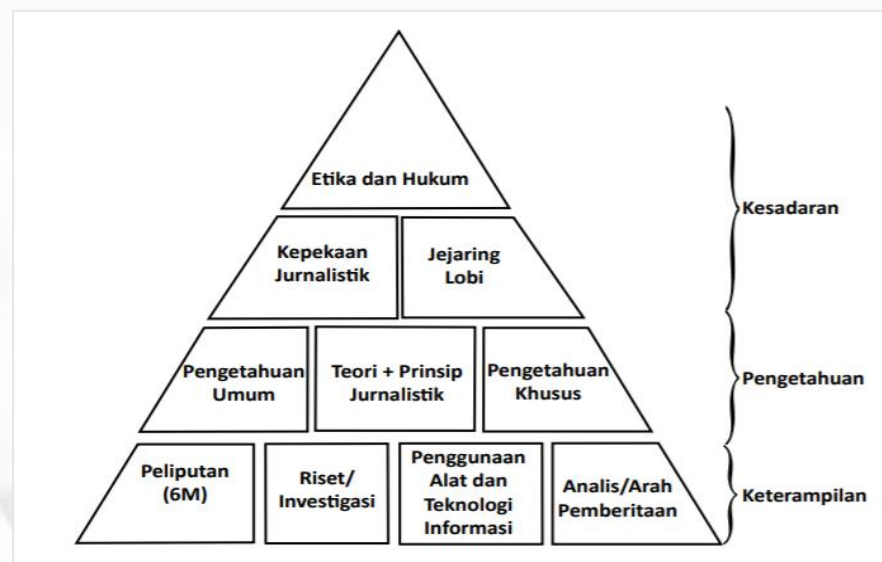 Etika dan Hukum
Kesadaran
Kepekaan
Jurnalistik
Jejaring
Lobi
Pengetahuan
Umum
Teori + Prinsip
Jurnalistik
Pengetahuan
Khusus
Pengetahuan
Peliputan
(6M)
Riset/
Investigasi
Penggunaan
Alat dan
Teknologi
Informasi
Analis/Arah
Pemberitaan
Keterampilan